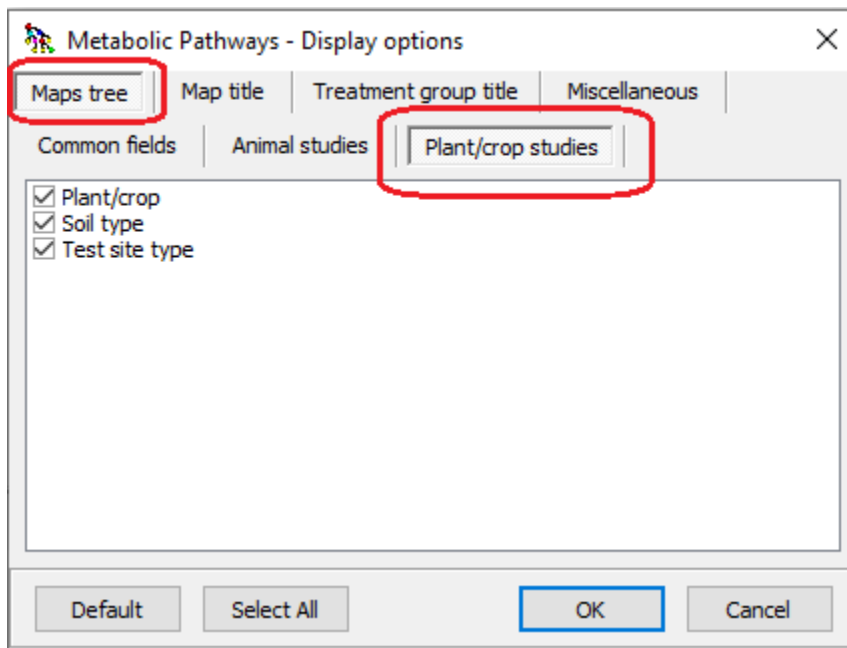 Metabolic Pathways - Display options
Maps tree Map title Treatment group title Miscellaneous
Common fields Animal studies Plant/crop studies
Plant/crop
Soil type
Test site type
Default Select All OK Cancel